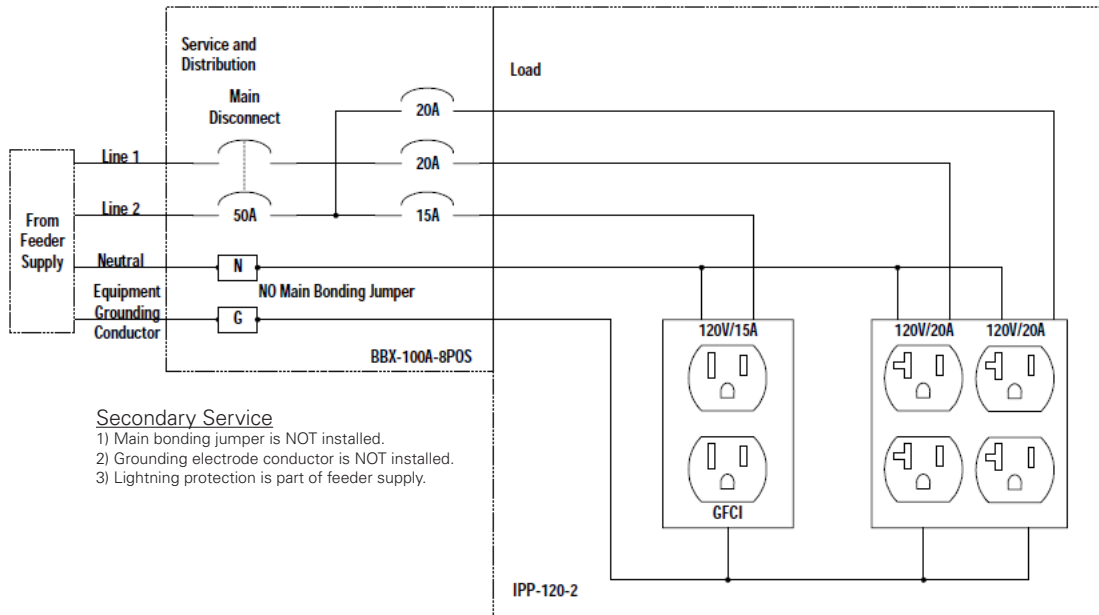 Service and
Distribution
Load
Main
Disconnect
20A
Line 1
20A
Line 2
50A
15A
From
Feeder
Supply
Neutral
N
NO Main Bonding Jumper
Equipment
Grounding
Conductor
G
120V/15A
120V/20A
120V/20A
BBX-100A-8POS
Secondary Service
1) Main bonding jumper is NOT installed.
2) Grounding electrode conductor is NOT installed.
3) Lightning protection is part of feeder supply.
GFCI
IPP-120-2